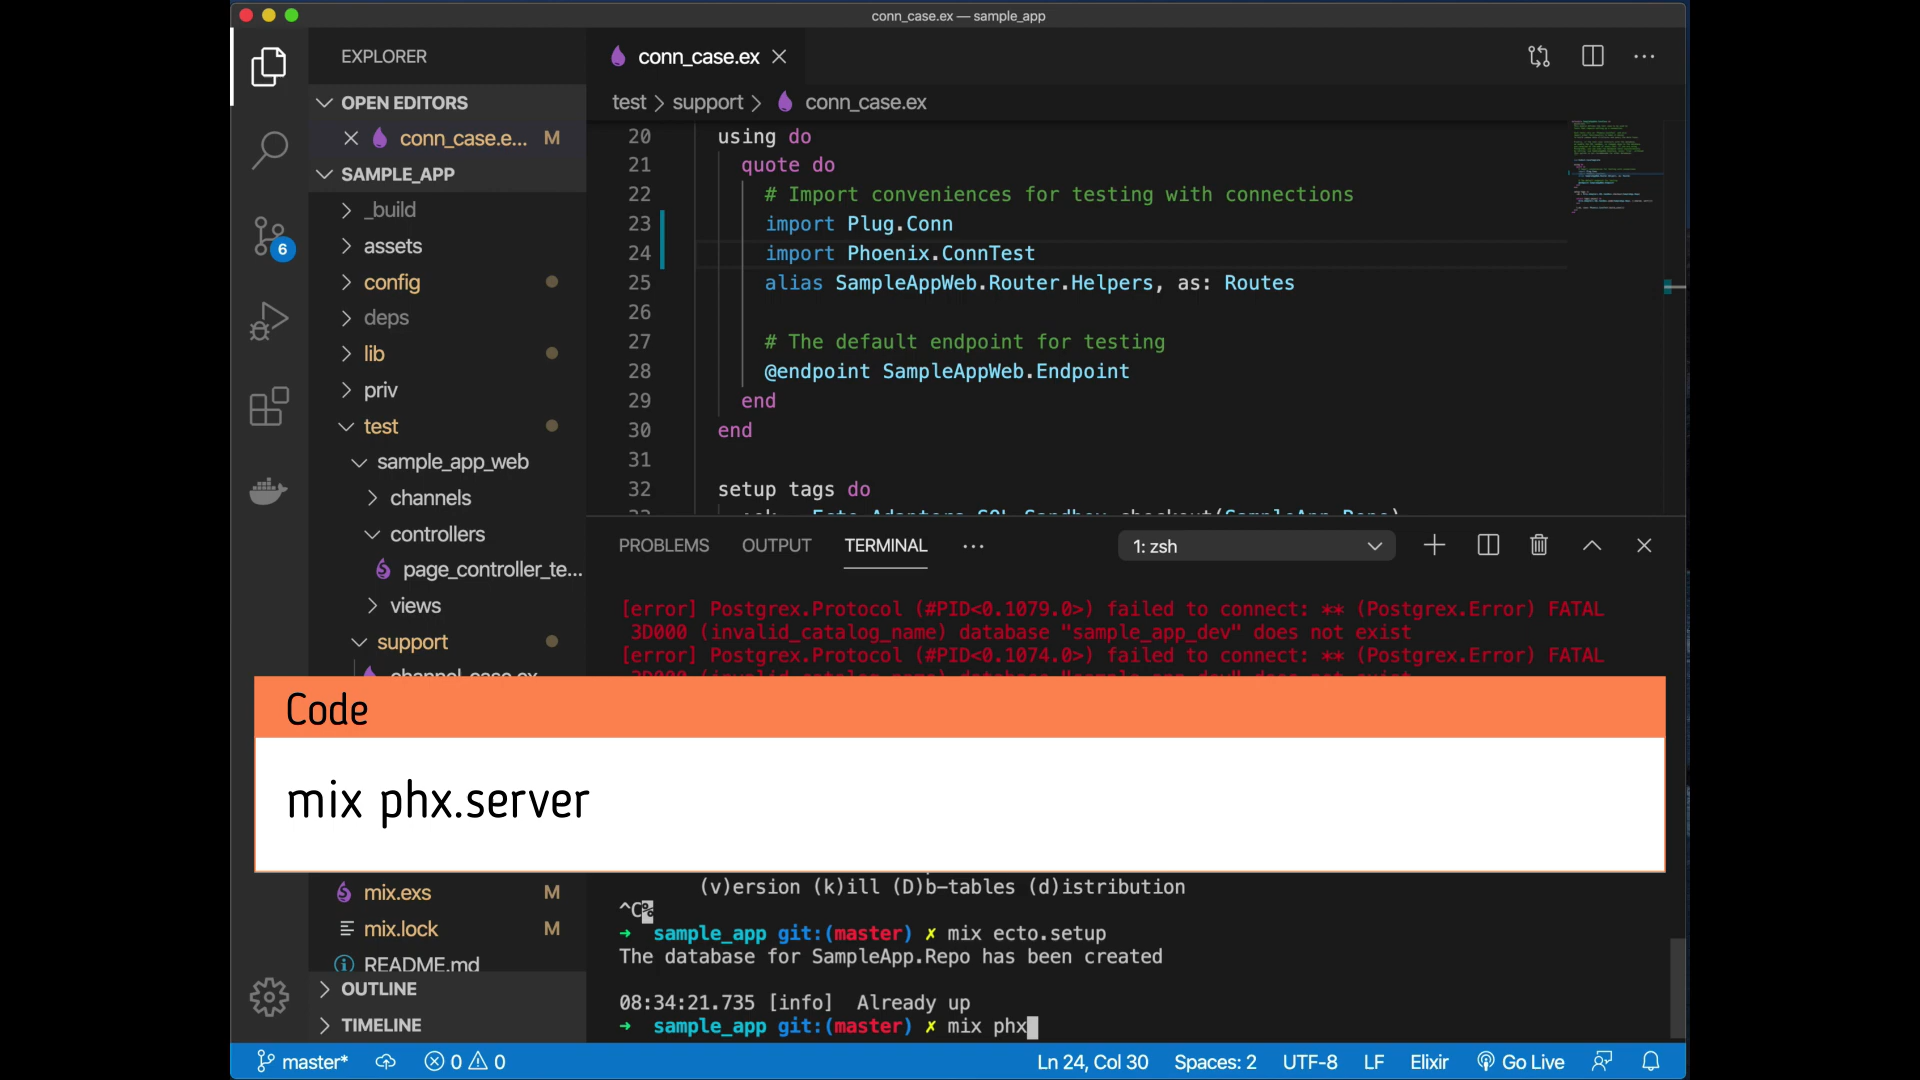 conn_case.ex — sample_app
EXPLORER
OPEN EDITORS
conn_case.e... M
SAMPLE_APP
_build
assets
config
deps
lib
priv
test
sample_app_web
channels
controllers
page_controller_te...
views
support
mix.exs M
mix.lock M
README.md
OUTLINE
TIMELINE
6
conn_case.ex
test > support > conn_case.ex
20 using do
21 quote do
22 # Import conveniences for testing with connections
23 import Plug.Conn
24 import Phoenix.ConnTest
25 alias SampleAppWeb.Router.Helpers, as: Routes
26
27 # The default endpoint for testing
28 @endpoint SampleAppWeb.Endpoint
29 end
30 end
31
32 setup tags do
PROBLEMS OUTPUT TERMINAL ... 1: zsh
[error] Postgrex.Protocol (#PID<0.1079.0>) failed to connect: ** (Postgrex.Error) FATAL
3D000 (invalid_catalog_name) database "sample_app_dev" does not exist
[error] Postgrex.Protocol (#PID<0.1074.0>) failed to connect: ** (Postgrex.Error) FATAL
Code
mix phx.server
(v)ersion (k)ill (D)b-tables (d)istribution
^C%
→ sample_app git:(master) ✗ mix ecto.setup
The database for SampleApp.Repo has been created
08:34:21.735 [info] Already up
→ sample_app git:(master) ✗ mix phx
master* 0 0 Ln 24, Col 30 Spaces: 2 UTF-8 LF Elixir Go Live